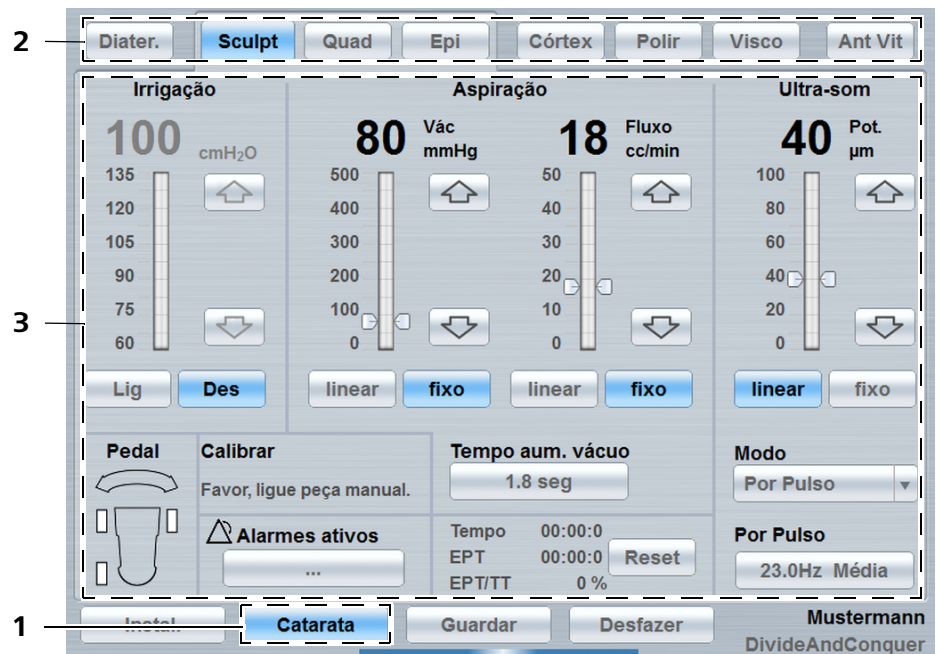 2
Diater. Sculpt Quad Epi Córtex Polir Visco Ant Vit
3
Irrigação Aspiração Ultra-som
100 cmH₂O 80 Vác mmHg 18 Fluxo cc/min 40 Pot. µm
135 500 50 100
120 400 40 80
105 300 30 60
90 200 20 40
75 100 10 20
60 0 0 0
Lig Des linear fixo linear fixo linear fixo
Pedal
Calibrar
Favor, ligue peça manual.
Alarmes ativos
...
Tempo aum. vácuo
1.8 seg
Tempo 00:00:0
EPT 00:00:0 Reset
EPT/TT 0 %
Modo
Por Pulso
Por Pulso
23.0Hz Média
1
Instal. Catarata Guardar Desfazer
Mustermann
DivideAndConquer